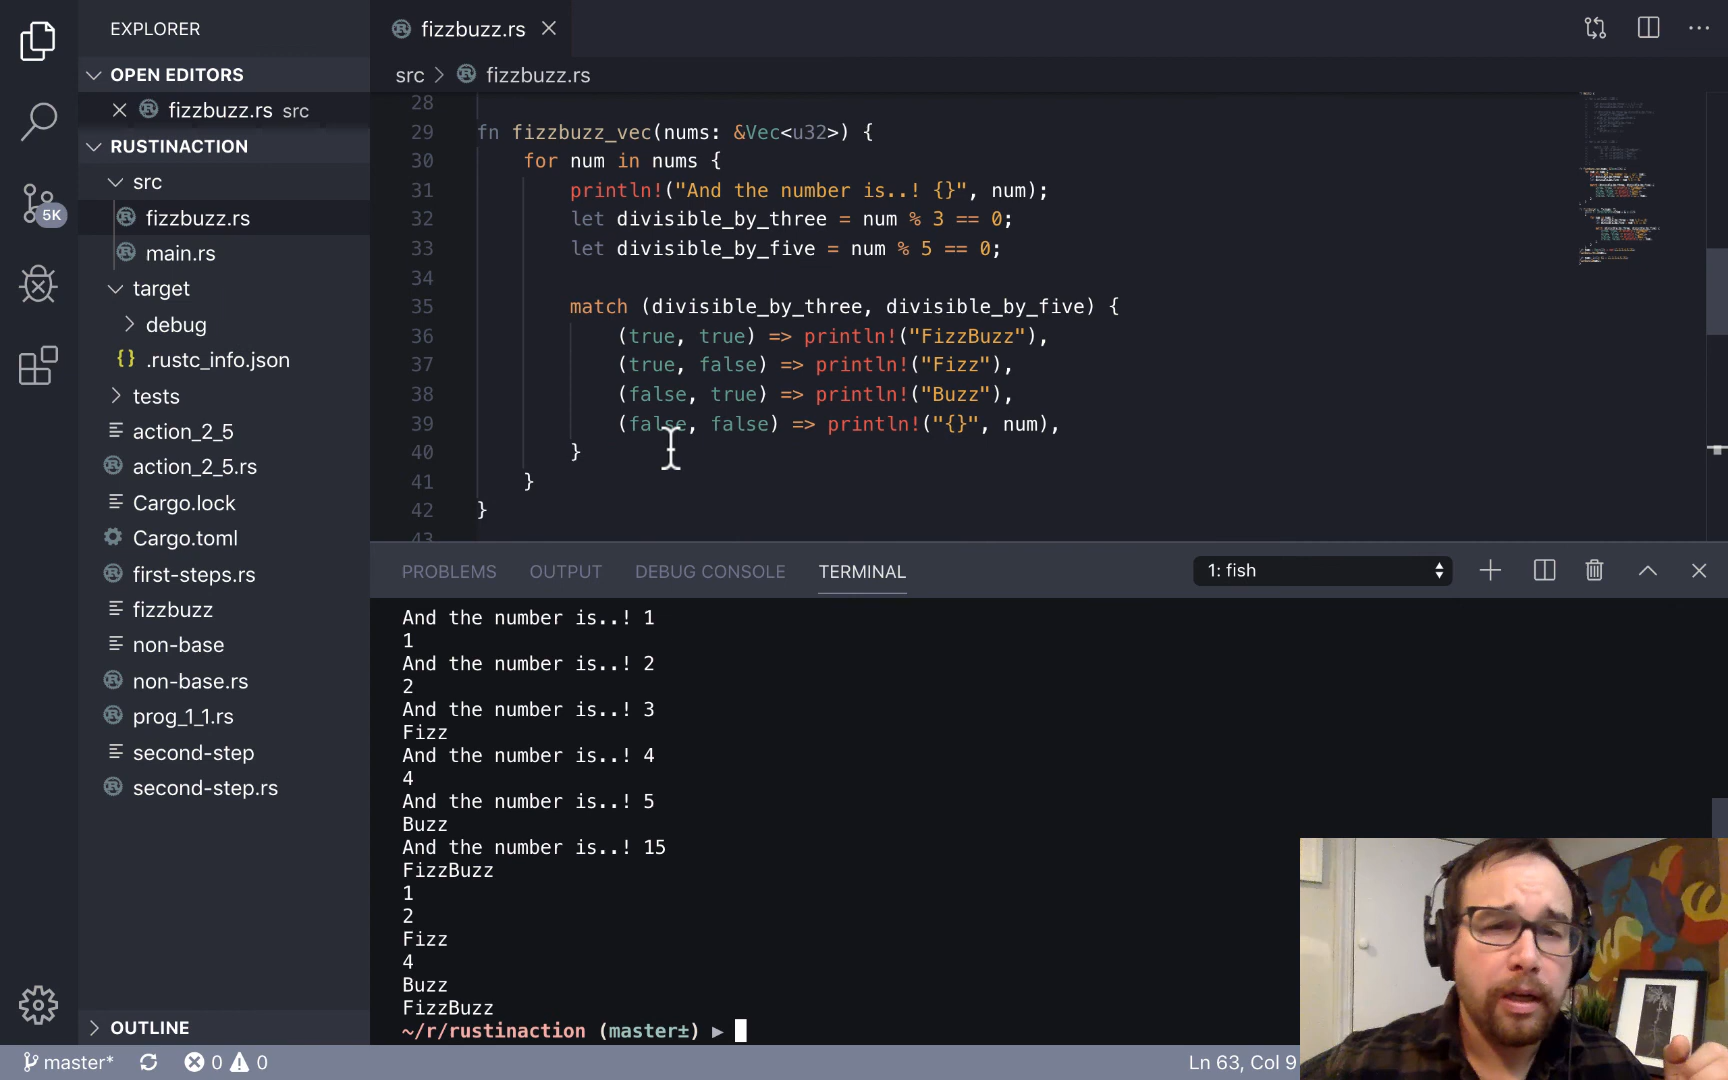 EXPLORER
OPEN EDITORS
fizzbuzz.rs src
RUSTINACTION
src
fizzbuzz.rs
main.rs
target
debug
{} .rustc_info.json
tests
action_2_5
action_2_5.rs
Cargo.lock
Cargo.toml
first-steps.rs
fizzbuzz
non-base
non-base.rs
prog_1_1.rs
second-step
second-step.rs
OUTLINE
5K
fizzbuzz.rs
src > fizzbuzz.rs
28
29 fn fizzbuzz_vec(nums: &Vec<u32>) {
30 for num in nums {
31 println!("And the number is..! {}", num);
32 let divisible_by_three = num % 3 == 0;
33 let divisible_by_five = num % 5 == 0;
34
35 match (divisible_by_three, divisible_by_five) {
36 (true, true) => println!("FizzBuzz"),
37 (true, false) => println!("Fizz"),
38 (false, true) => println!("Buzz"),
39 (false, false) => println!("{}", num),
40 }
41 }
42 }
43
PROBLEMS OUTPUT DEBUG CONSOLE TERMINAL 1: fish
And the number is..! 1
1
And the number is..! 2
2
And the number is..! 3
Fizz
And the number is..! 4
4
And the number is..! 5
Buzz
And the number is..! 15
FizzBuzz
1
2
Fizz
4
Buzz
FizzBuzz
~/r/rustinaction (master±) ►
master* 0 0 Ln 63, Col 9